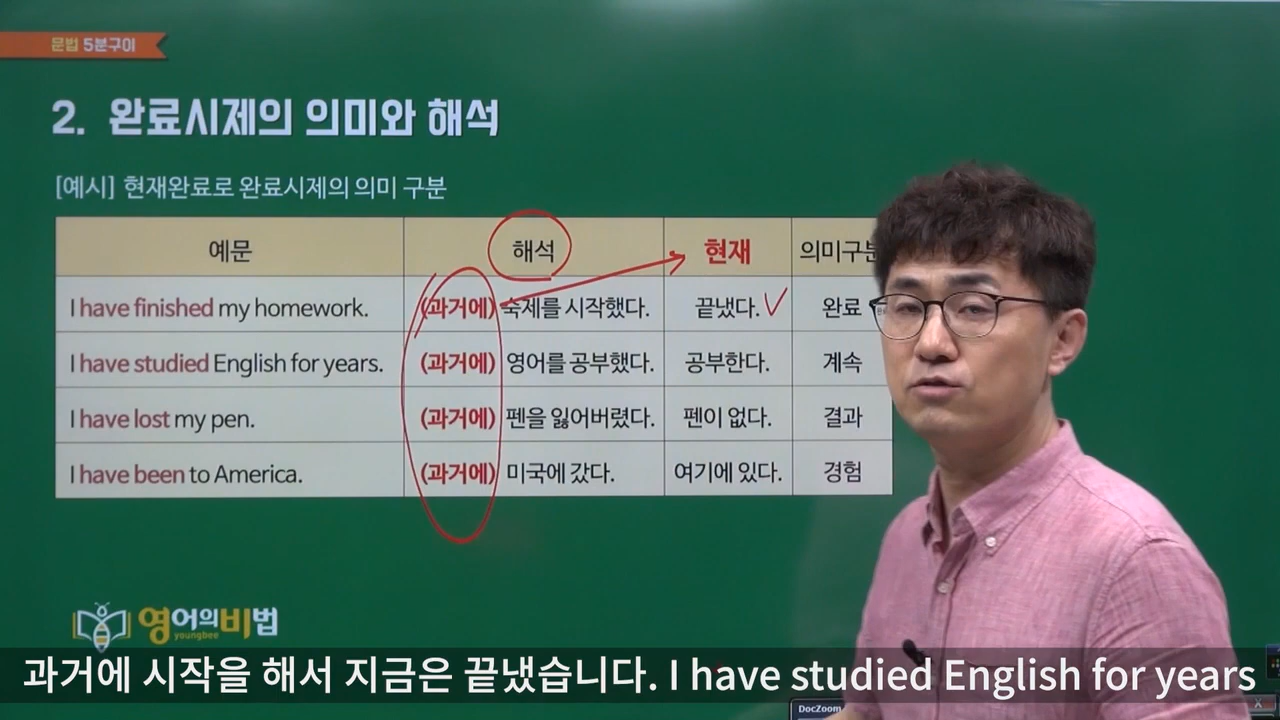 문법 5분구이
2. 완료시제의 의미와 해석
[예시] 현재완료로 완료시제의 의미 구분
예문 해석 현재 의미구분
I have finished my homework. (과거에) 숙제를 시작했다. 끝냈다. 완료
I have studied English for years. (과거에) 영어를 공부했다. 공부한다. 계속
I have lost my pen. (과거에) 펜을 잃어버렸다. 펜이 없다. 결과
I have been to America. (과거에) 미국에 갔다. 여기에 있다. 경험
영어의비법
youngbee
과거에 시작을 해서 지금은 끝냈습니다. I have studied English for years
DocZoom